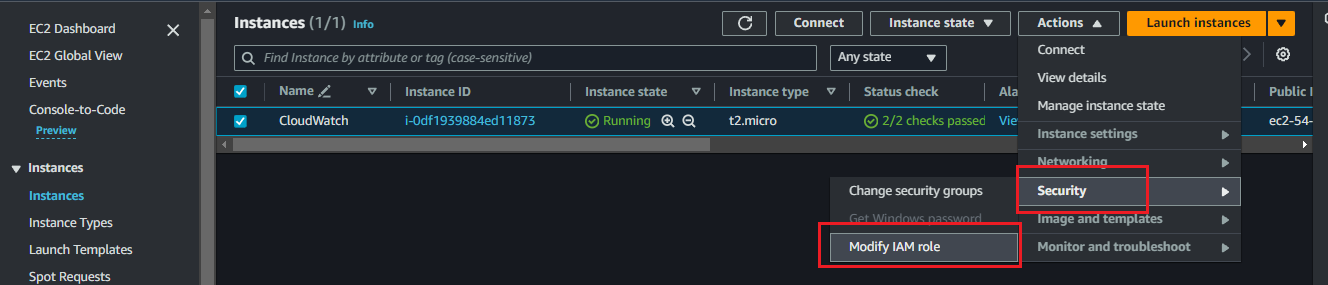 EC2 Dashboard
EC2 Global View
Events
Console-to-Code
Preview
Instances
Instances
Instance Types
Launch Templates
Spot Requests
Instances (1/1) Info
Connect
Instance state
Actions
Launch instances
Find Instance by attribute or tag (case-sensitive)
Any state
Name
Instance ID
Instance state
Instance type
Status check
Ala
Public I
CloudWatch
i-0df1939884ed11873
Running
t2.micro
2/2 checks passed
Vie
ec2-54-
Connect
View details
Manage instance state
Instance settings
Networking
Security
Image and templates
Monitor and troubleshoot
Change security groups
Get Windows password
Modify IAM role